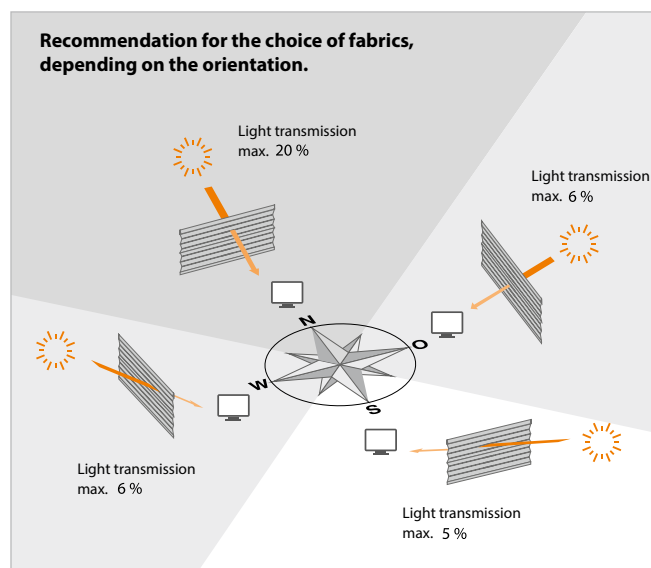 Recommendation for the choice of fabrics,
depending on the orientation.
Light transmission
max. 20 %
Light transmission
max. 6 %
N
O
W
S
Light transmission
max. 6 %
Light transmission
max. 5 %